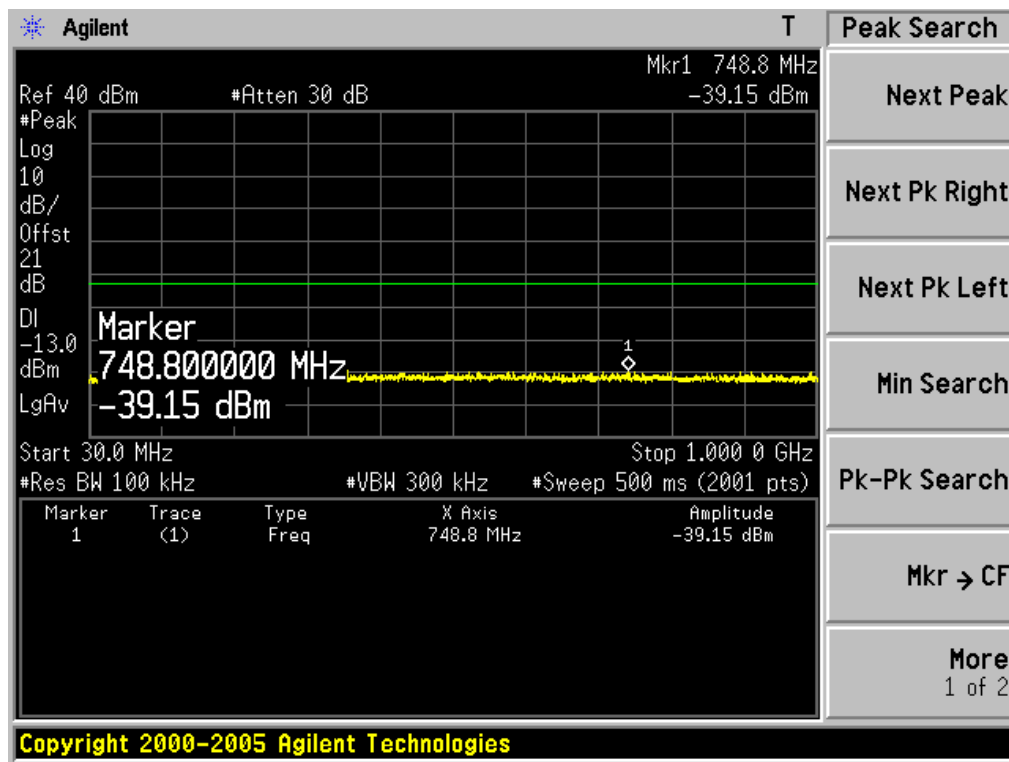 Agilent T
Peak Search
Mkr1 748.8 MHz
Ref 40 dBm #Atten 30 dB -39.15 dBm
#Peak
Log
10
dB/
Offst
21
dB
DI
-13.0
dBm
LgAv
Marker
748.800000 MHz
-39.15 dBm
1
Start 30.0 MHz Stop 1.000 0 GHz
#Res BW 100 kHz #VBW 300 kHz #Sweep 500 ms (2001 pts)
Marker Trace Type X Axis Amplitude
1 (1) Freq 748.8 MHz -39.15 dBm
Next Peak
Next Pk Right
Next Pk Left
Min Search
Pk-Pk Search
Mkr → CF
More
1 of 2
Copyright 2000-2005 Agilent Technologies